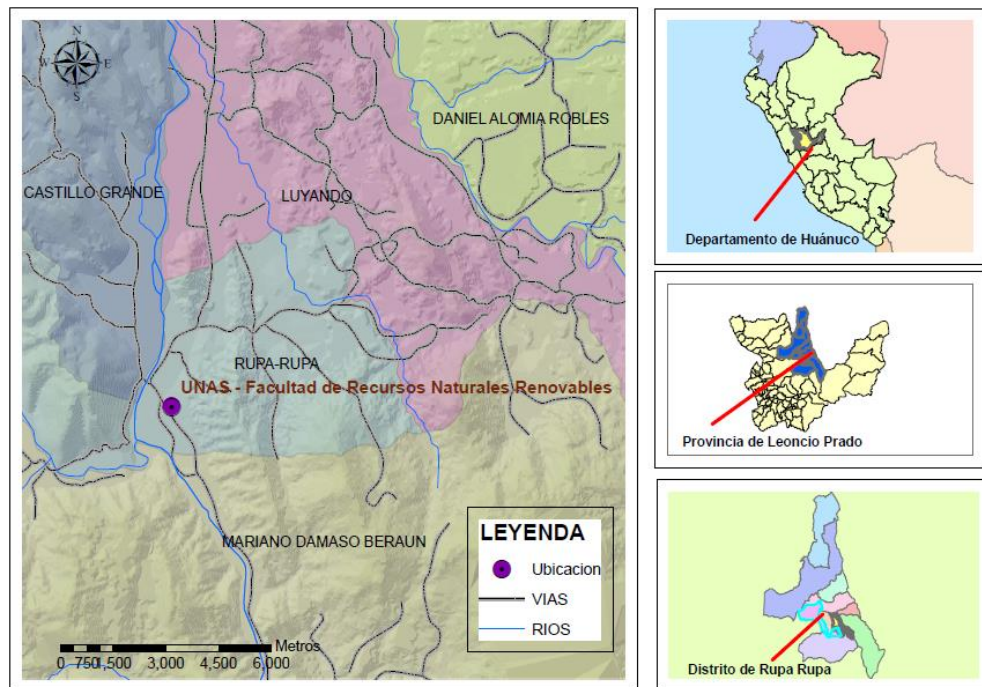 N
W
E
S
DANIEL ALOMIA ROBLES
CASTILLO GRANDE
LUYANDO
RUPA-RUPA
UNAS - Facultad de Recursos Naturales Renovables
MARIANO DAMASO BERAUN
LEYENDA
Ubicacion
VIAS
RIOS
Metros
0 750 1,500 3,000 4,500 6,000
Departamento de Huánuco
Provincia de Leoncio Prado
Distrito de Rupa Rupa